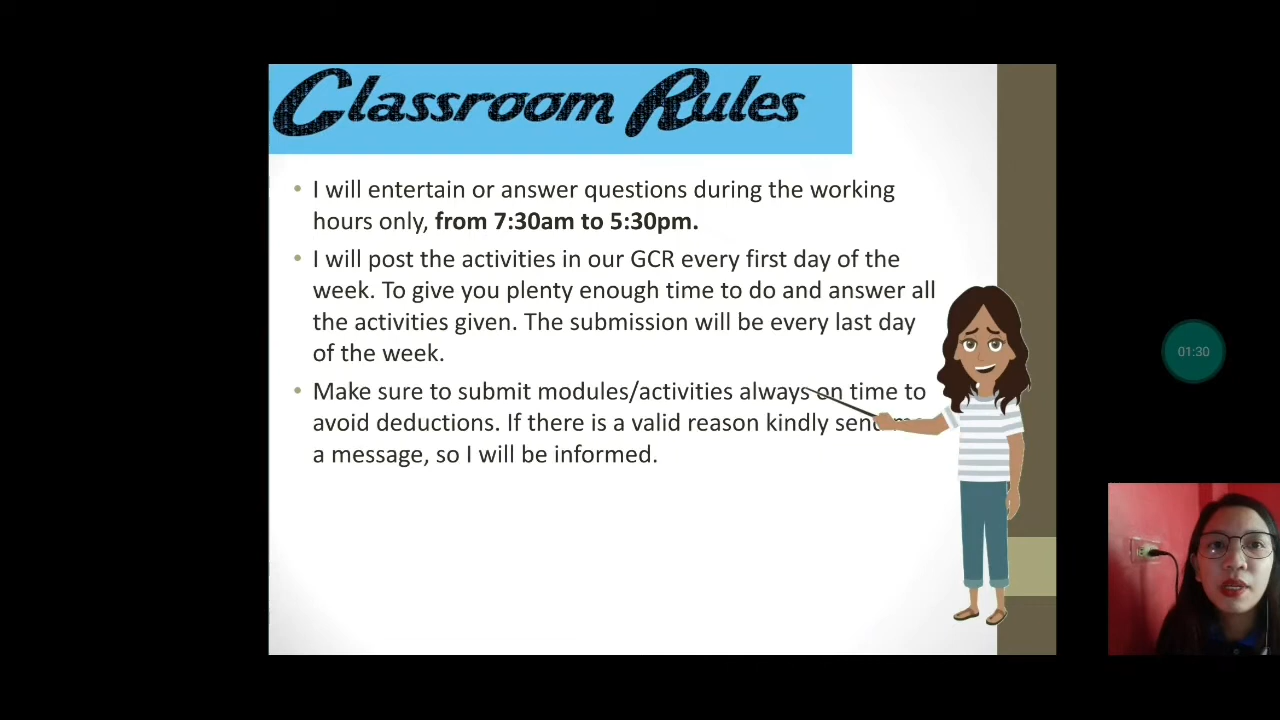 Classroom Rules
• I will entertain or answer questions during the working
hours only, from 7:30am to 5:30pm.
• I will post the activities in our GCR every first day of the
week. To give you plenty enough time to do and answer all
the activities given. The submission will be every last day
of the week.
• Make sure to submit modules/activities always on time to
avoid deductions. If there is a valid reason kindly send me
a message, so I will be informed.
01:30